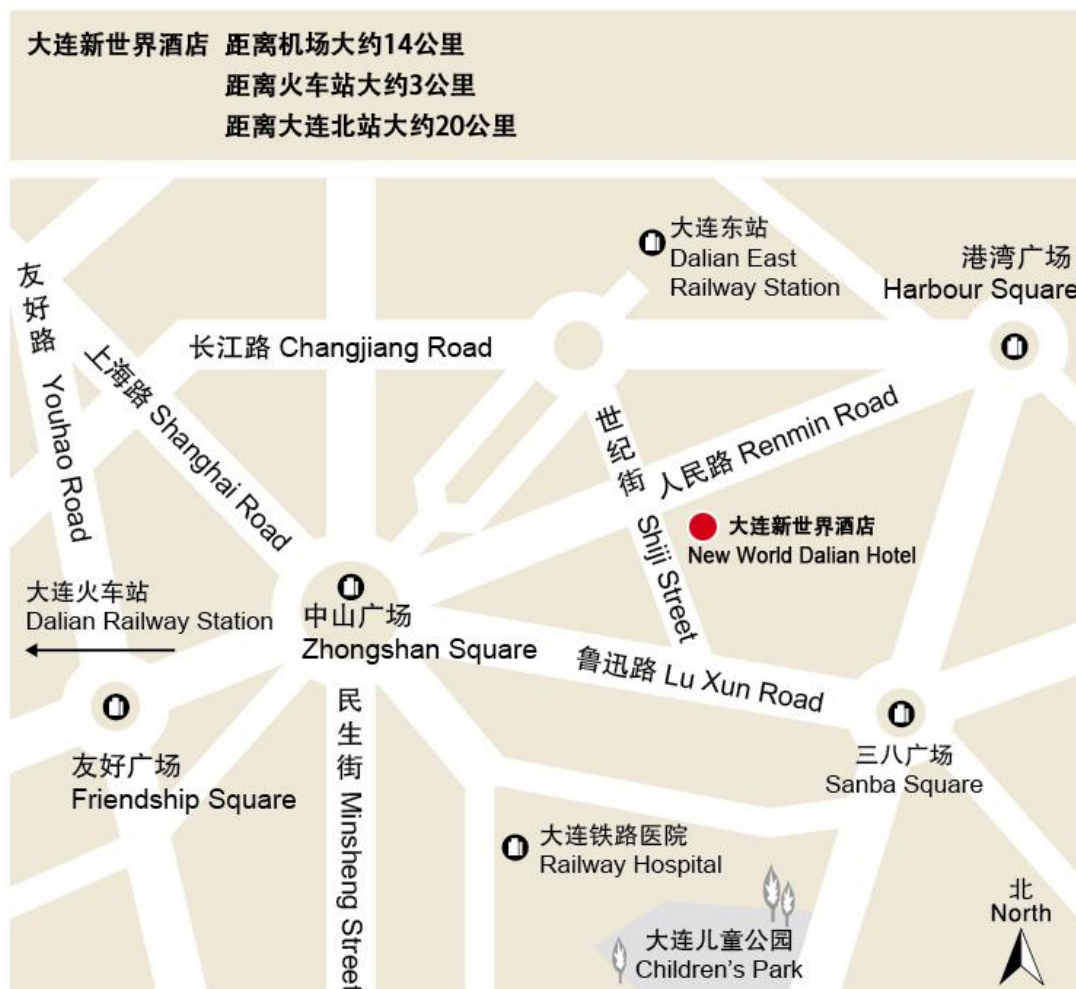 大连新世界酒店 距离机场大约14公里
距离火车站大约3公里
距离大连北站大约20公里
大连东站
Dalian East
Railway Station
港湾广场
Harbour Square
友好路 Youhao Road
上海路 Shanghai Road
长江路 Changjiang Road
世纪街 Shiji Street
人民路 Renmin Road
大连新世界酒店
New World Dalian Hotel
大连火车站
Dalian Railway Station
中山广场
Zhongshan Square
鲁迅路 Lu Xun Road
友好广场
Friendship Square
民生街 Minsheng Street
三八广场
Sanba Square
大连铁路医院
Railway Hospital
大连儿童公园
Children's Park
北
North